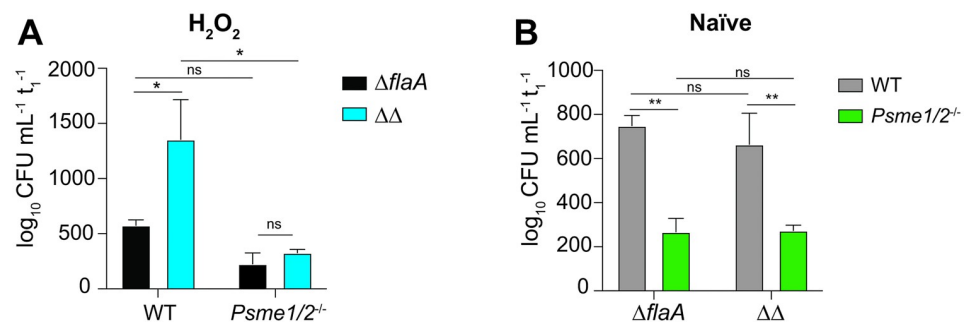 A
H₂O₂
log₁₀ CFU mL⁻¹ t₁⁻¹
2000
1500
1000
500
0
*
ns
*
ns
WT
Psme1/2⁻/⁻
ΔflaA
ΔΔ
B
Naïve
log₁₀ CFU mL⁻¹ t₁⁻¹
1000
800
600
400
200
0
ns
ns
**
**
ΔflaA
ΔΔ
WT
Psme1/2⁻/⁻